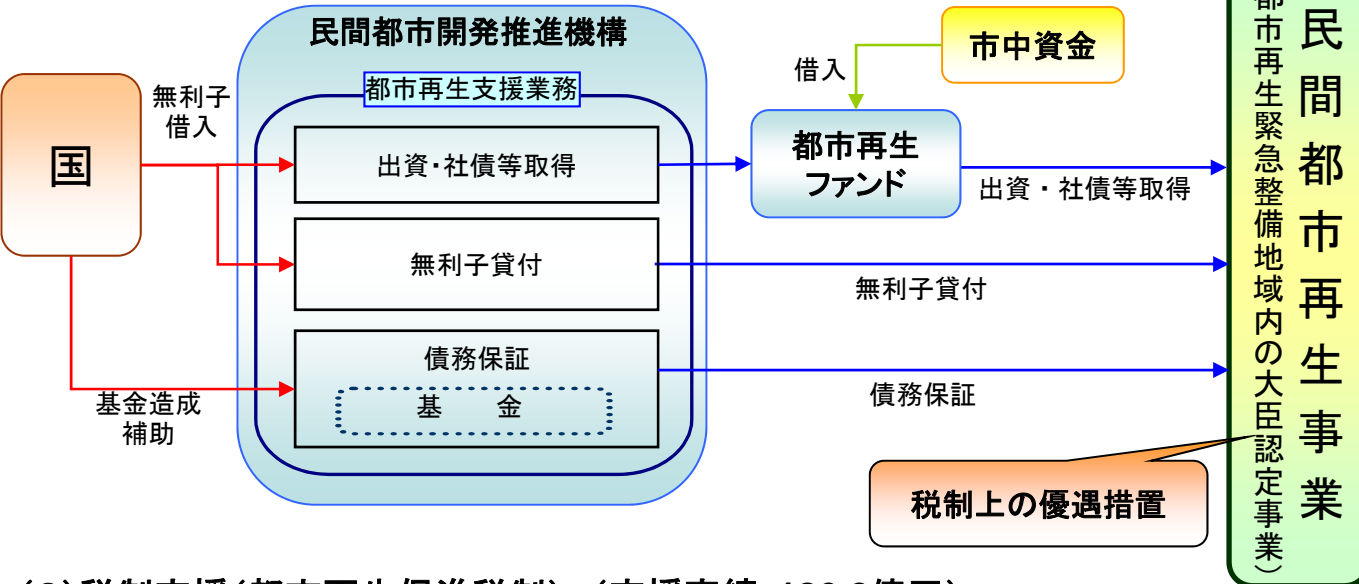 民間都市開発推進機構
都市再生支援業務
国
無利子
借入
出資・社債等取得
無利子貸付
債務保証
基　金
基金造成
補助
市中資金
借入
都市再生
ファンド
出資・社債等取得
無利子貸付
債務保証
税制上の優遇措置
民間都市再生事業
都市再生緊急整備地域内の大臣認定事業）